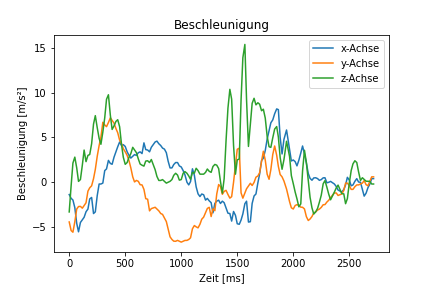 Beschleunigung
x-Achse
y-Achse
z-Achse
Beschleunigung [m/s²]
15
10
5
0
−5
0 500 1000 1500 2000 2500
Zeit [ms]